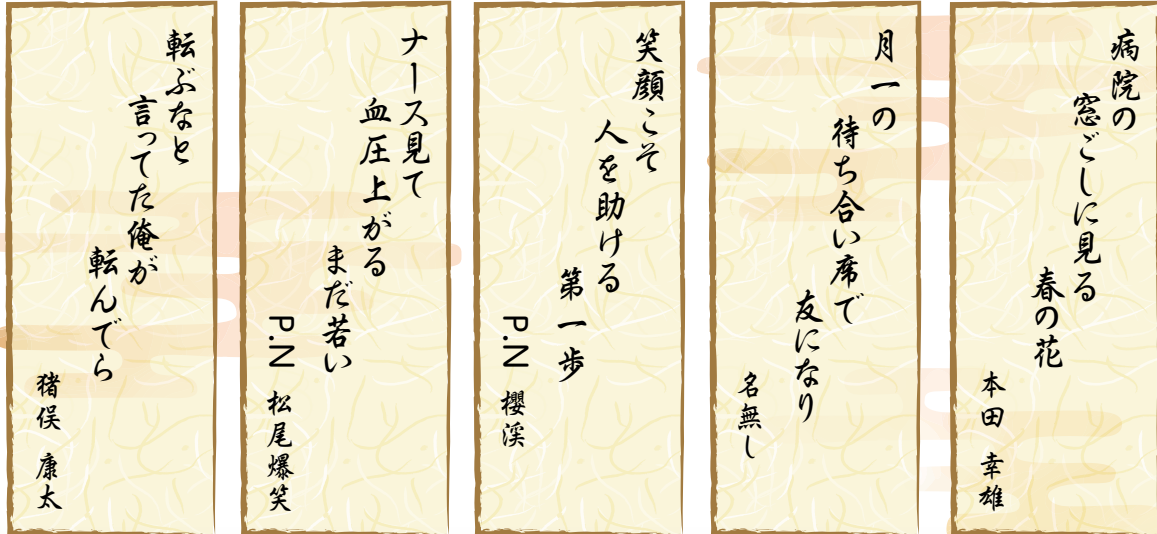 病院の
窓ごしに見る
春の花
本田 幸雄
月一の
待ち合い席で
友になり
名無し
笑顔こそ
人を助ける
第一歩
P.N 櫻渓
ナース見て
血圧上がる
まだ若い
P.N 松尾爆笑
転ぶなと
言ってた俺が
転んでら
猪俣 康太